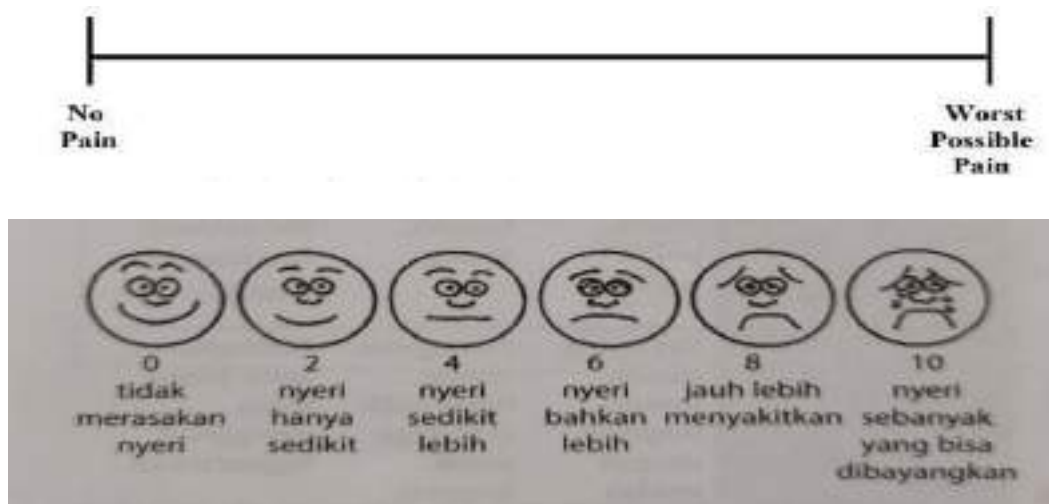 No
Pain
Worst
Possible
Pain
0
tidak
merasakan
nyeri
2
nyeri
hanya
sedikit
4
nyeri
sedikit
lebih
6
nyeri
bahkan
lebih
8
jauh lebih
menyakitkan
10
nyeri
sebanyak
yang bisa
dibayangkan